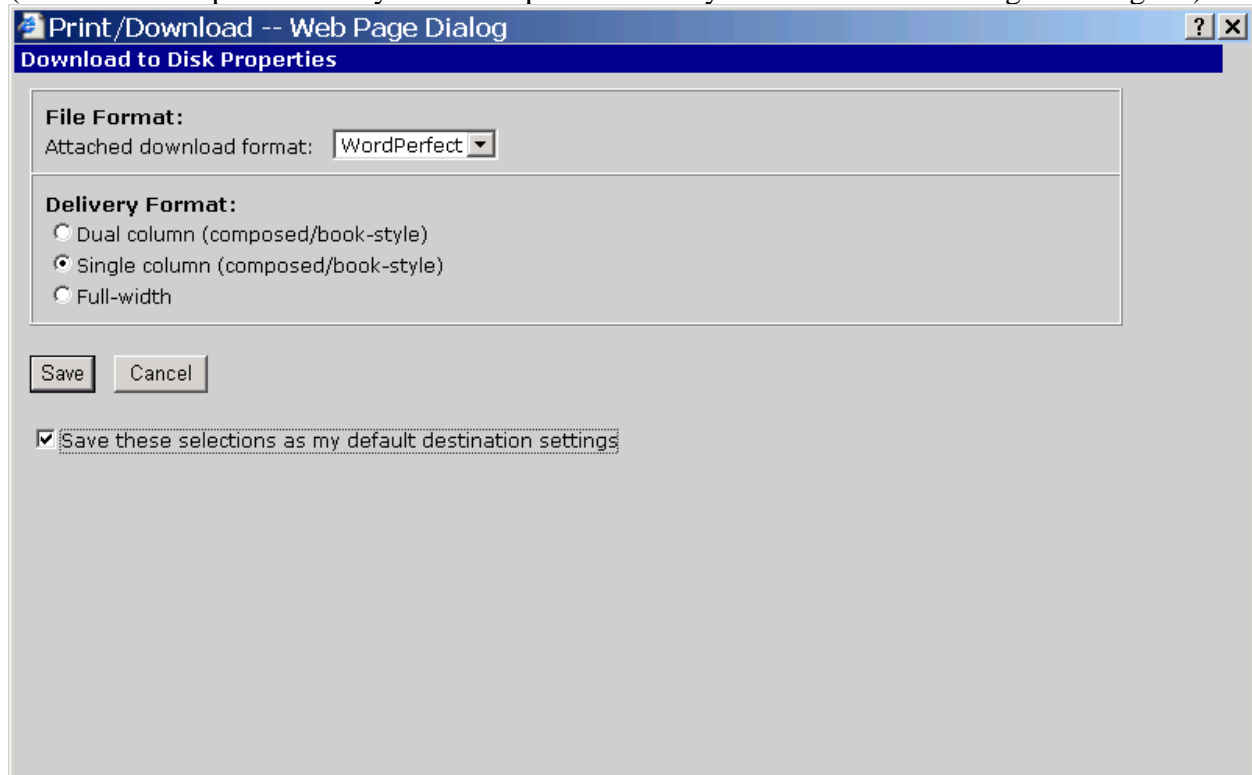 Print/Download -- Web Page Dialog
Download to Disk Properties
File Format:
Attached download format: WordPerfect
Delivery Format:
Dual column (composed/book-style)
Single column (composed/book-style)
Full-width
Save Cancel
Save these selections as my default destination settings